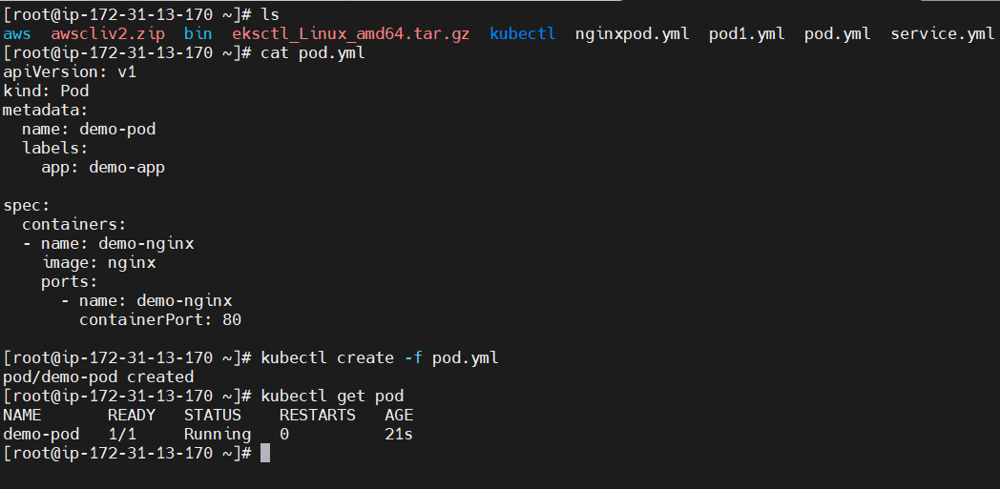 [root@ip-172-31-13-170 ~]# ls
aws  awscliv2.zip  bin  eksctl_Linux_amd64.tar.gz  kubectl  nginxpod.yml  pod1.yml  pod.yml  service.yml
[root@ip-172-31-13-170 ~]# cat pod.yml
apiVersion: v1
kind: Pod
metadata:
  name: demo-pod
  labels:
    app: demo-app

spec:
  containers:
  - name: demo-nginx
    image: nginx
    ports:
      - name: demo-nginx
        containerPort: 80

[root@ip-172-31-13-170 ~]# kubectl create -f pod.yml
pod/demo-pod created
[root@ip-172-31-13-170 ~]# kubectl get pod
NAME       READY   STATUS    RESTARTS   AGE
demo-pod   1/1     Running   0          21s
[root@ip-172-31-13-170 ~]#